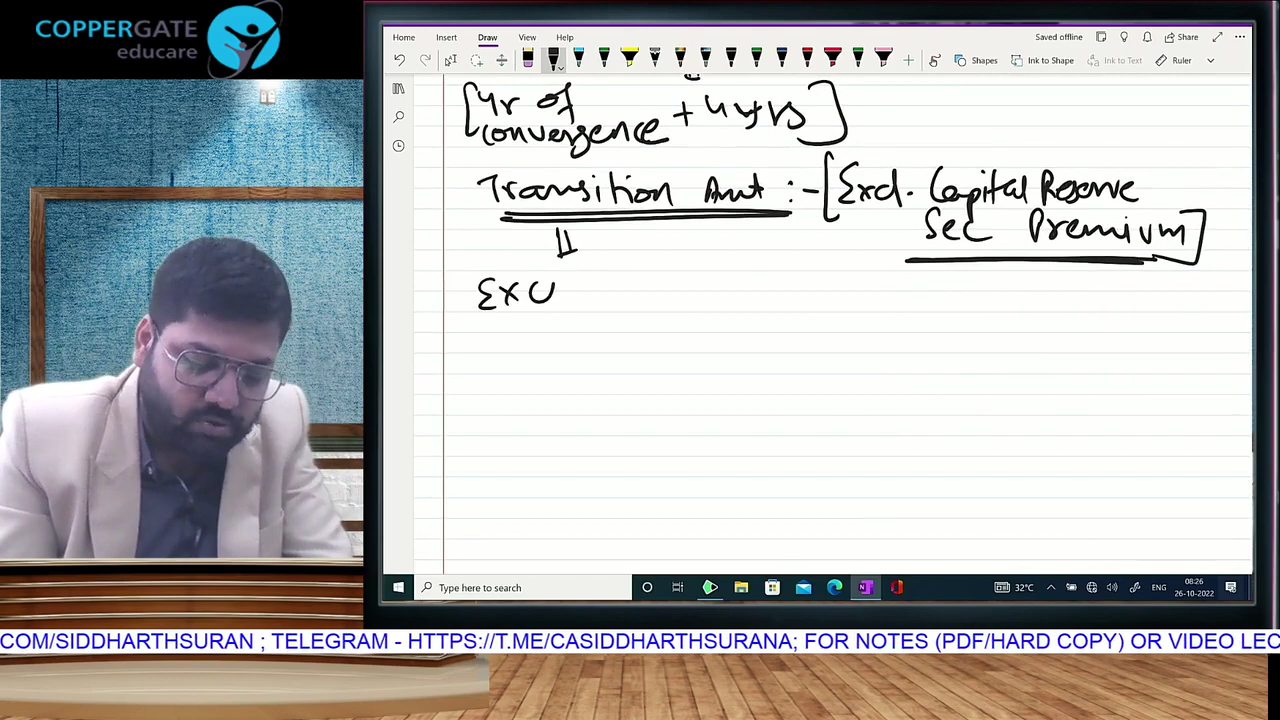 COPPERGATE
educare
Home Insert Draw View Help
Saved offline
Share
Shapes
Ink to Shape
Ink to Text
Ruler
[Yr of
convergence + 4 yrs]
Transition Amt :- [Excl. Capital Reserve
Sec Premium]
Exc
Type here to search
32°C
ENG
08:26
26-10-2022
COM/SIDDHARTHSURAN ; TELEGRAM - HTTPS://T.ME/CASIDDHARTHSURANA; FOR NOTES (PDF/HARD COPY) OR VIDEO LEC